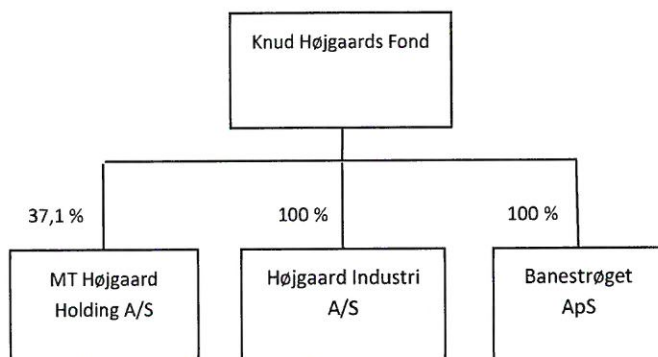 Knud Højgaards Fond
37,1 %
100 %
100 %
MT Højgaard
Holding A/S
Højgaard Industri
A/S
Banestrøget
ApS